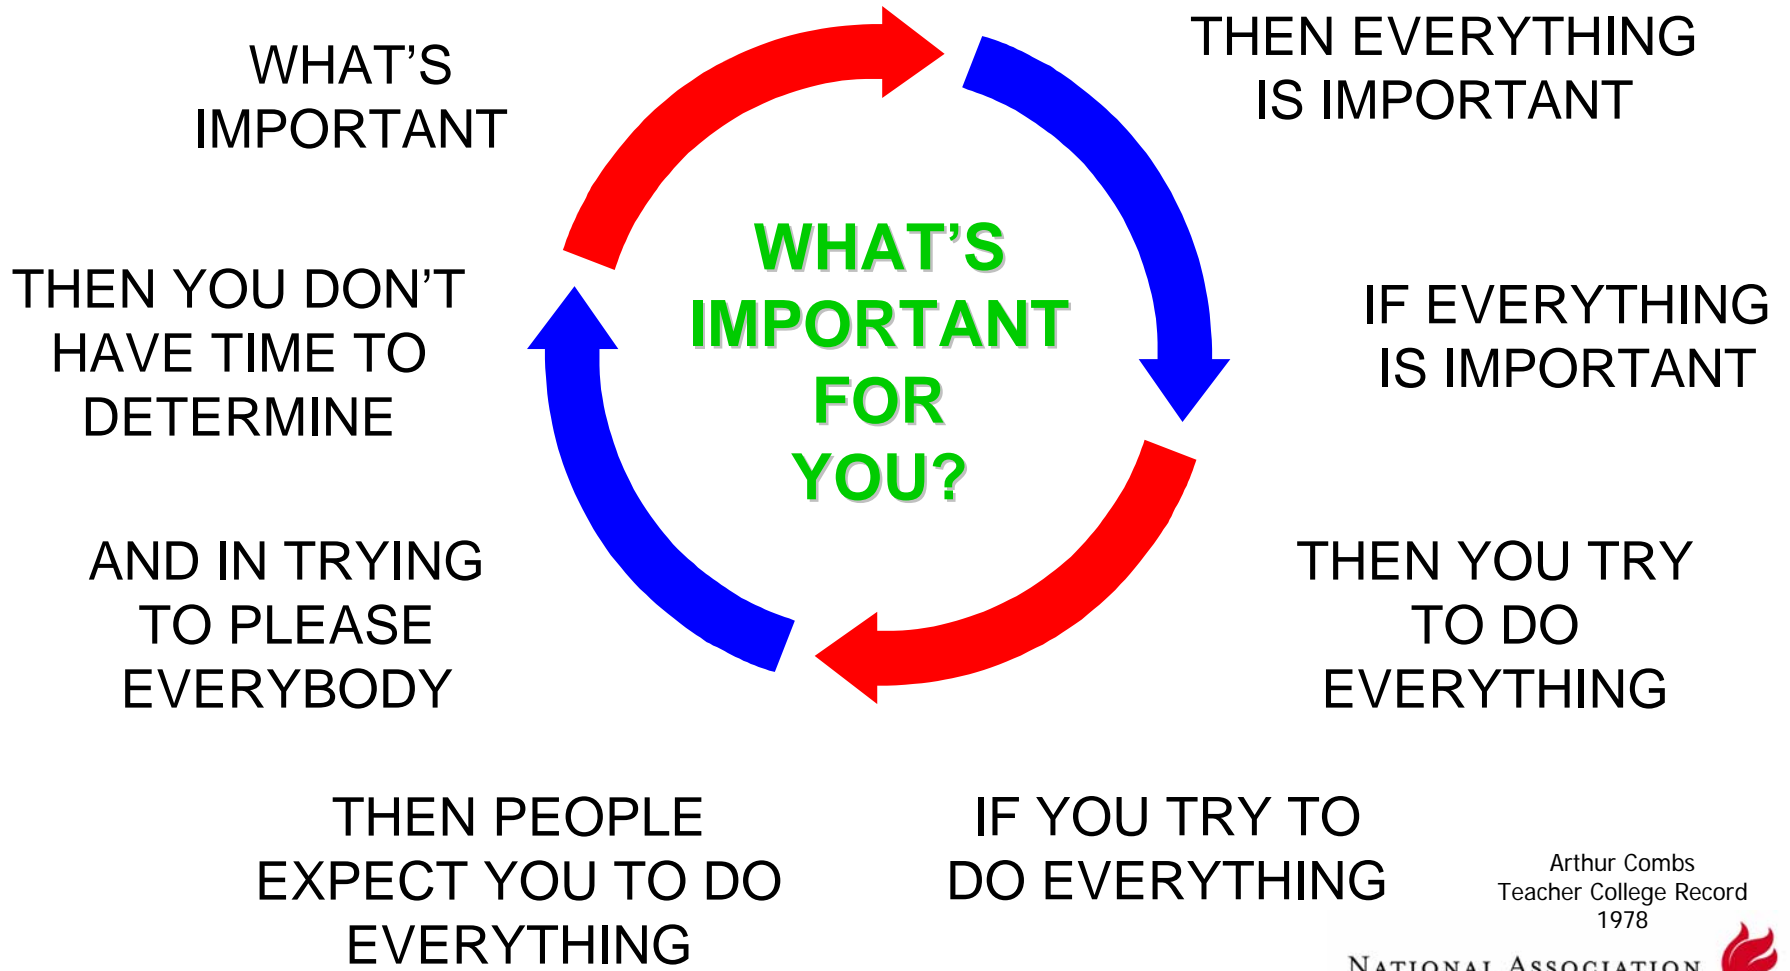 WHAT'S
IMPORTANT
THEN EVERYTHING
IS IMPORTANT
IF EVERYTHING
IS IMPORTANT
THEN YOU TRY
TO DO
EVERYTHING
IF YOU TRY TO
DO EVERYTHING
THEN PEOPLE
EXPECT YOU TO DO
EVERYTHING
AND IN TRYING
TO PLEASE
EVERYBODY
THEN YOU DON'T
HAVE TIME TO
DETERMINE
WHAT'S
IMPORTANT
FOR
YOU?
Arthur Combs
Teacher College Record
1978
NATIONAL ASSOCIATION